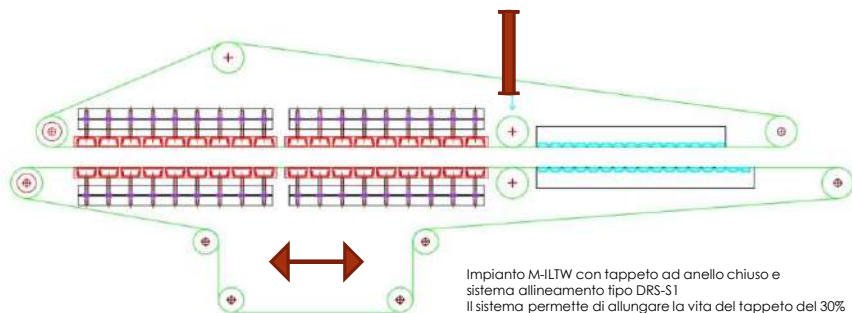 Impianto M-ILTW con tappeto ad anello chiuso e
sistema allineamento tipo DRS-S1
Il sistema permette di allungare la vita del tappeto del 30%